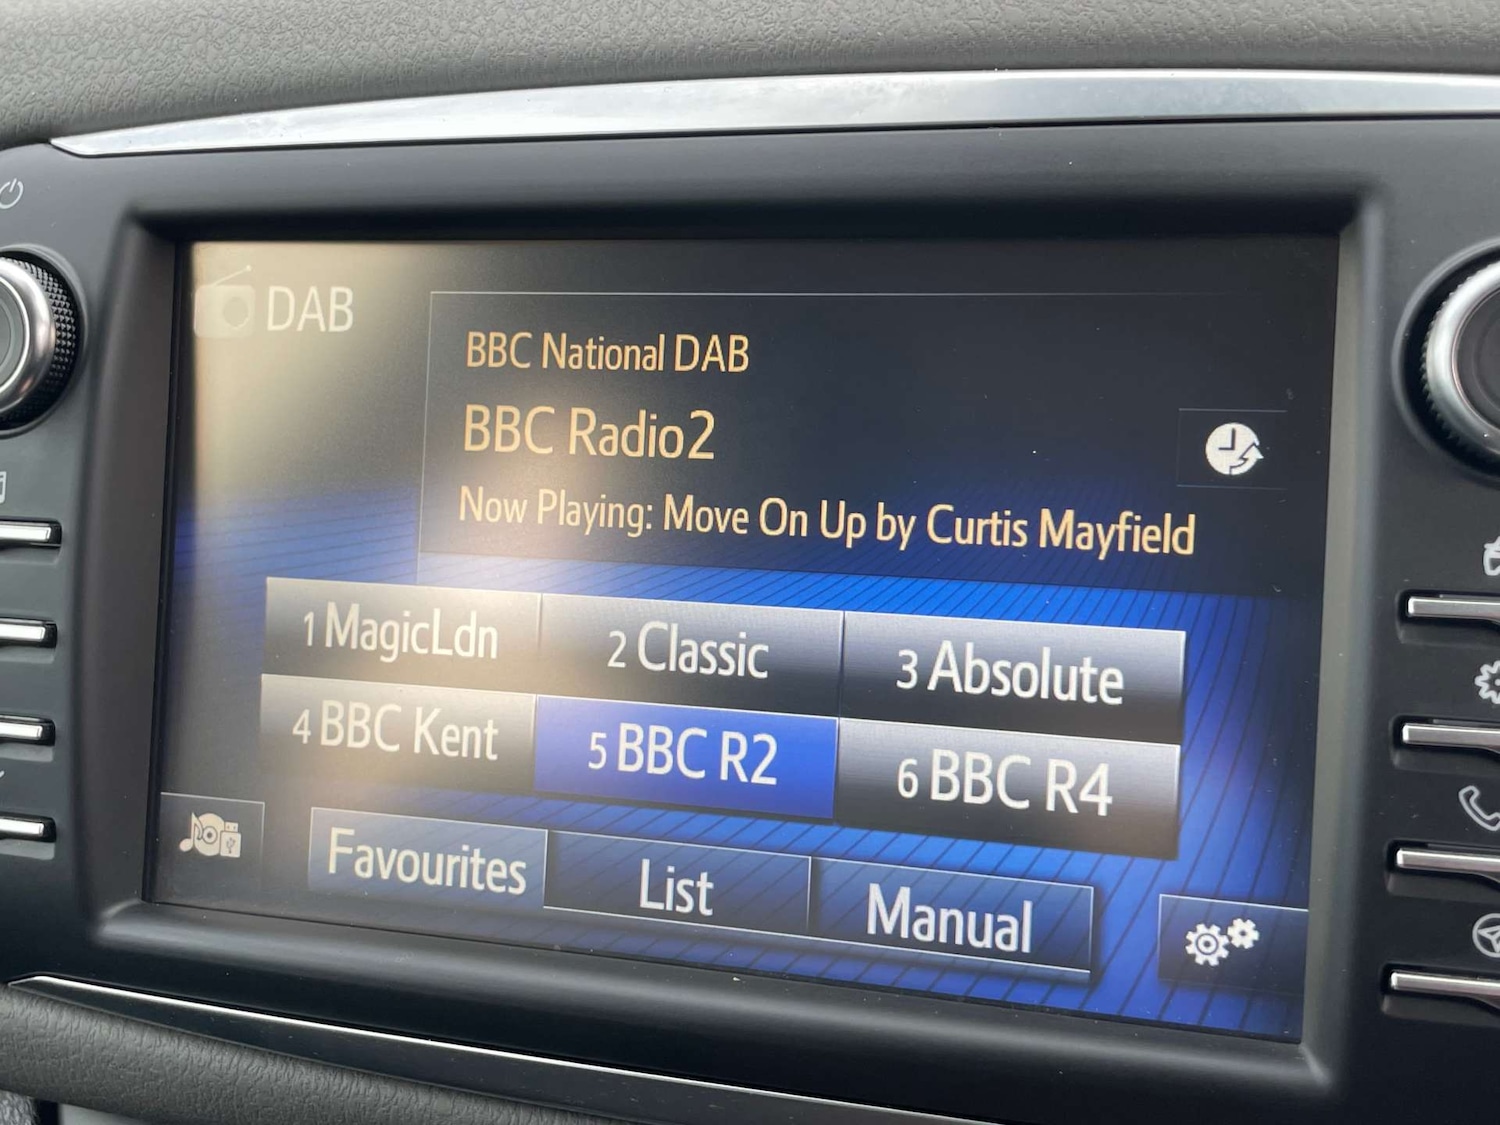 DAB
BBC National DAB
BBC Radio2
Now Playing: Move On Up by Curtis Mayfield
1 MagicLdn
2 Classic
3 Absolute
4 BBC Kent
5 BBC R2
6 BBC R4
Favourites
List
Manual